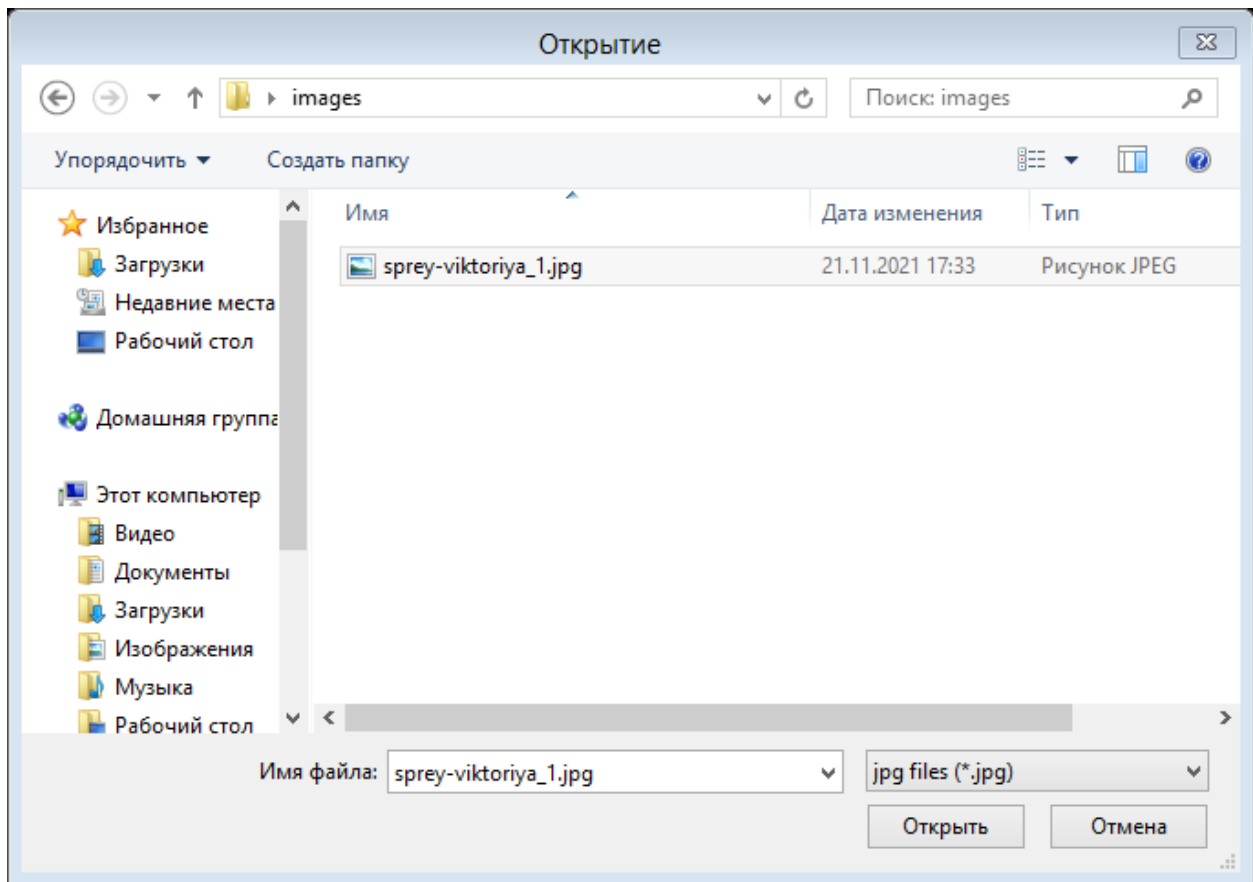 Открытие
images
Поиск: images
Упорядочить
Создать папку
Имя
Дата изменения
Тип
sprey-viktoriya_1.jpg
21.11.2021 17:33
Рисунок JPEG
Избранное
Загрузки
Недавние места
Рабочий стол
Домашняя группа
Этот компьютер
Видео
Документы
Загрузки
Изображения
Музыка
Рабочий стол
Имя файла:
sprey-viktoriya_1.jpg
jpg files (*.jpg)
Открыть
Отмена